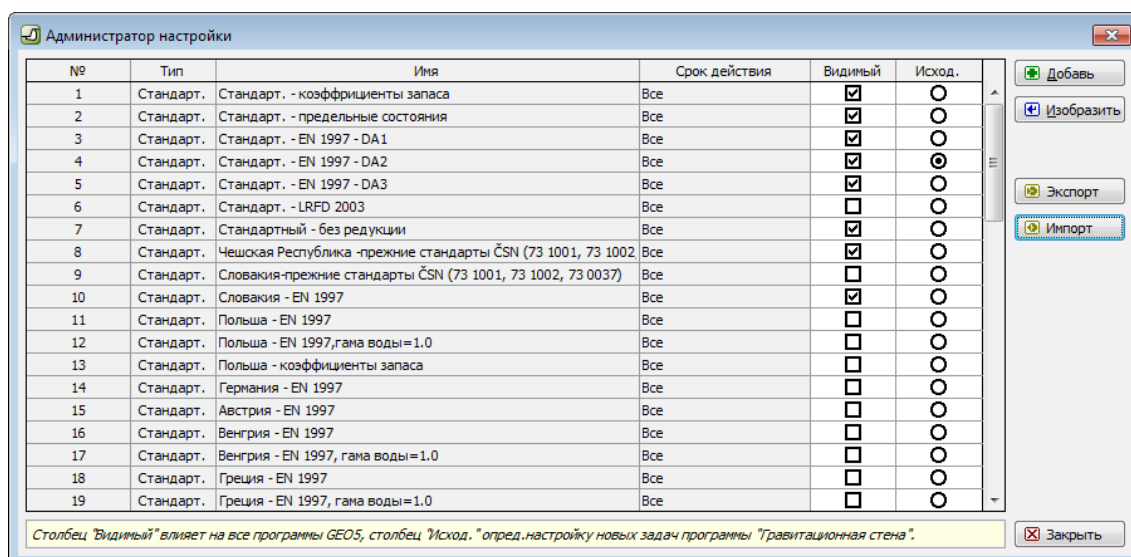 Администратор настройки
№ Тип Имя Срок действия Видимый Исход.
1 Стандарт. Стандарт. - коэффрициенты запаса Все
2 Стандарт. Стандарт. - предельные состояния Все
3 Стандарт. Стандарт. - EN 1997 - DA1 Все
4 Стандарт. Стандарт. - EN 1997 - DA2 Все
5 Стандарт. Стандарт. - EN 1997 - DA3 Все
6 Стандарт. Стандарт. - LRFD 2003 Все
7 Стандарт. Стандартный - без редукции Все
8 Стандарт. Чешская Республика -прежние стандарты ČSN (73 1001, 73 1002, Все
9 Стандарт. Словакия-прежние стандарты ČSN (73 1001, 73 1002, 73 0037) Все
10 Стандарт. Словакия - EN 1997 Все
11 Стандарт. Польша - EN 1997 Все
12 Стандарт. Польша - EN 1997,гама воды=1.0 Все
13 Стандарт. Польша - коэффициенты запаса Все
14 Стандарт. Германия - EN 1997 Все
15 Стандарт. Австрия - EN 1997 Все
16 Стандарт. Венгрия - EN 1997 Все
17 Стандарт. Венгрия - EN 1997, гама воды=1.0 Все
18 Стандарт. Греция - EN 1997 Все
19 Стандарт. Греция - EN 1997, гама воды=1.0 Все
Добавь
Изобразить
Экспорт
Импорт
Столбец "Видимый" влияет на все программы GEO5, столбец "Исход." опред.настройку новых задач программы "Гравитационная стена".
Закрыть